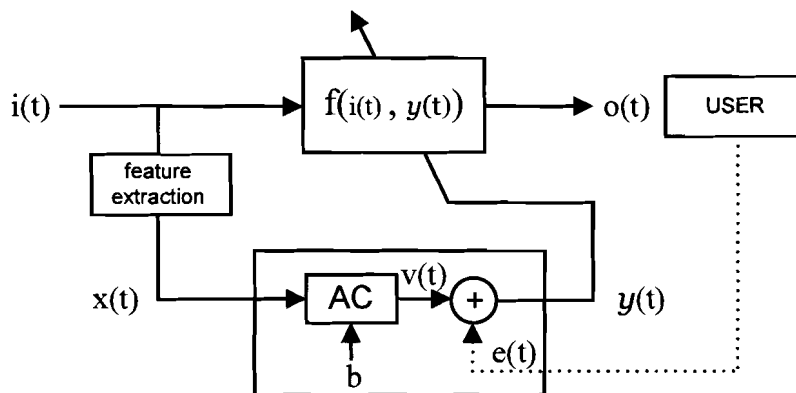 i(t)
f(i(t) , y(t))
o(t)
USER
feature
extraction
x(t)
AC
v(t)
+
y(t)
e(t)
b